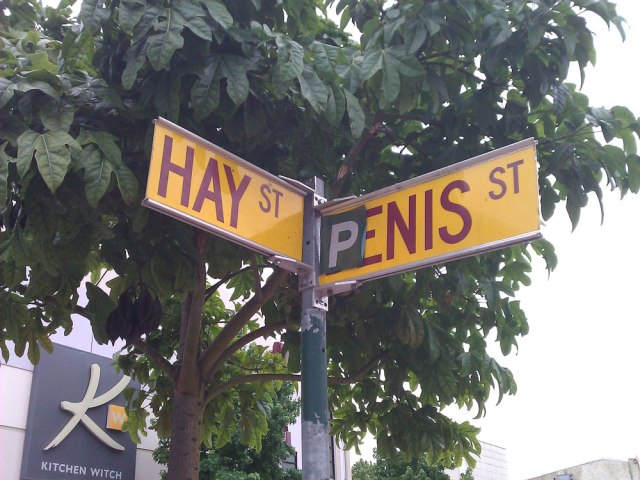 HAY ST
PENIS ST
K
W
KITCHEN WITCH